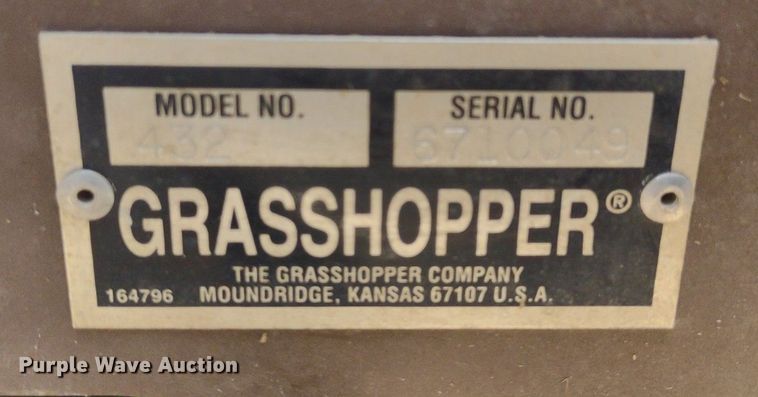 MODEL NO. SERIAL NO.
432 6710049
GRASSHOPPER®
THE GRASSHOPPER COMPANY
164796 MOUNDRIDGE, KANSAS 67107 U.S.A.
Purple Wave Auction